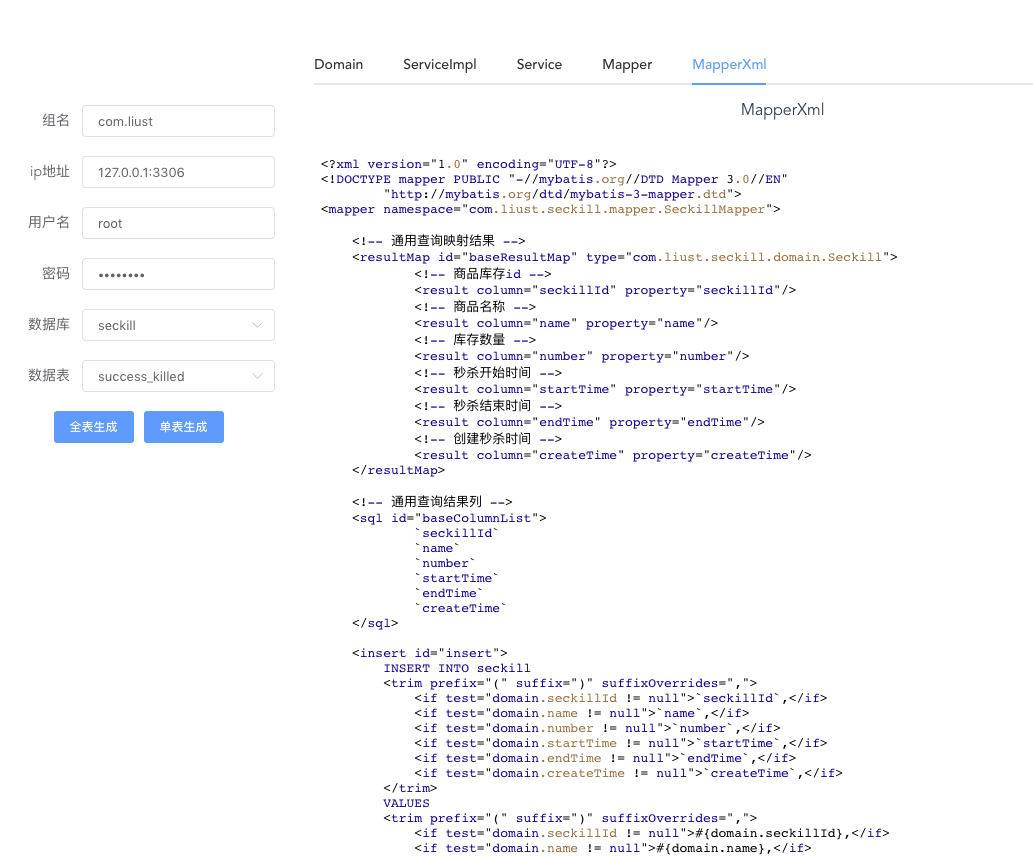 Domain ServiceImpl Service Mapper MapperXml
组名 com.liust
ip地址 127.0.0.1:3306
用户名 root
密码 ••••••••
数据库 seckill
数据表 success_killed
全表生成 单表生成
MapperXml
<?xml version="1.0" encoding="UTF-8"?>
<!DOCTYPE mapper PUBLIC "-//mybatis.org//DTD Mapper 3.0//EN"
        "http://mybatis.org/dtd/mybatis-3-mapper.dtd">
<mapper namespace="com.liust.seckill.mapper.SeckillMapper">
    <!-- 通用查询映射结果 -->
    <resultMap id="baseResultMap" type="com.liust.seckill.domain.Seckill">
            <!-- 商品库存id -->
            <result column="seckillId" property="seckillId"/>
            <!-- 商品名称 -->
            <result column="name" property="name"/>
            <!-- 库存数量 -->
            <result column="number" property="number"/>
            <!-- 秒杀开始时间 -->
            <result column="startTime" property="startTime"/>
            <!-- 秒杀结束时间 -->
            <result column="endTime" property="endTime"/>
            <!-- 创建秒杀时间 -->
            <result column="createTime" property="createTime"/>
    </resultMap>
    <!-- 通用查询结果列 -->
    <sql id="baseColumnList">
            `seckillId`
            `name`
            `number`
            `startTime`
            `endTime`
            `createTime`
    </sql>
    <insert id="insert">
        INSERT INTO seckill
        <trim prefix="(" suffix=")" suffixOverrides=",">
            <if test="domain.seckillId != null">`seckillId`,</if>
            <if test="domain.name != null">`name`,</if>
            <if test="domain.number != null">`number`,</if>
            <if test="domain.startTime != null">`startTime`,</if>
            <if test="domain.endTime != null">`endTime`,</if>
            <if test="domain.createTime != null">`createTime`,</if>
        </trim>
        VALUES
        <trim prefix="(" suffix=")" suffixOverrides=",">
            <if test="domain.seckillId != null">#{domain.seckillId},</if>
            <if test="domain.name != null">#{domain.name},</if>